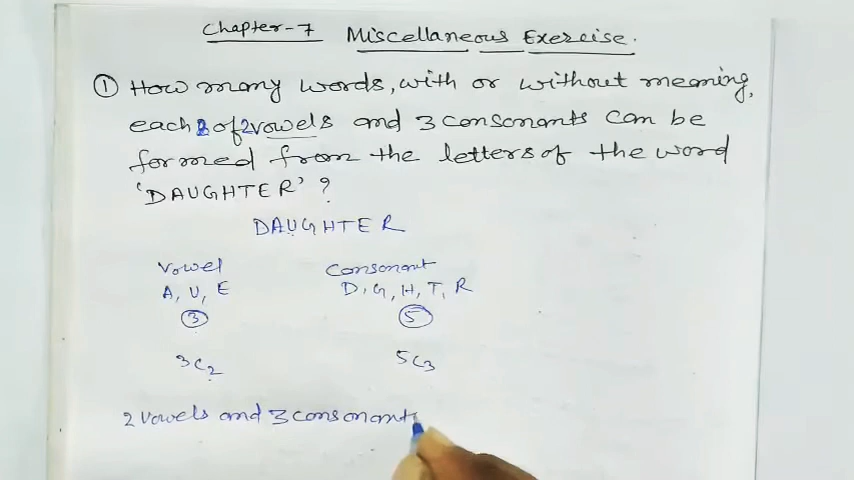 Chapter-7 Miscellaneous Exercise.
① How many words, with or without meaning,
each of 2 vowels and 3 consonants can be
formed from the letters of the word
'DAUGHTER' ?
DAUGHTER
Vowel Consonant
A, U, E D, G, H, T, R
③ ⑤
3C2 5C3
2 vowels and 3 consonant